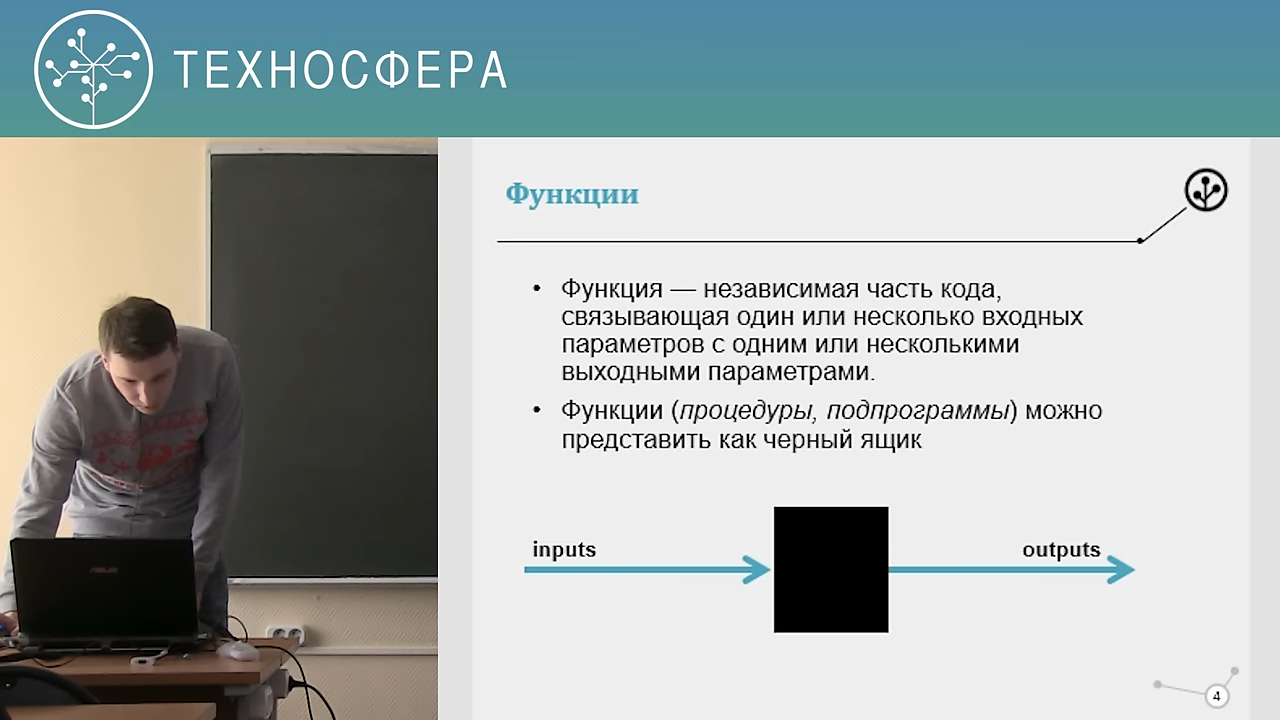 ТЕХНОСФЕРА
Функции
• Функция — независимая часть кода,
связывающая один или несколько входных
параметров с одним или несколькими
выходными параметрами.
• Функции (процедуры, подпрограммы) можно
представить как черный ящик
inputs
outputs
ASUS
4